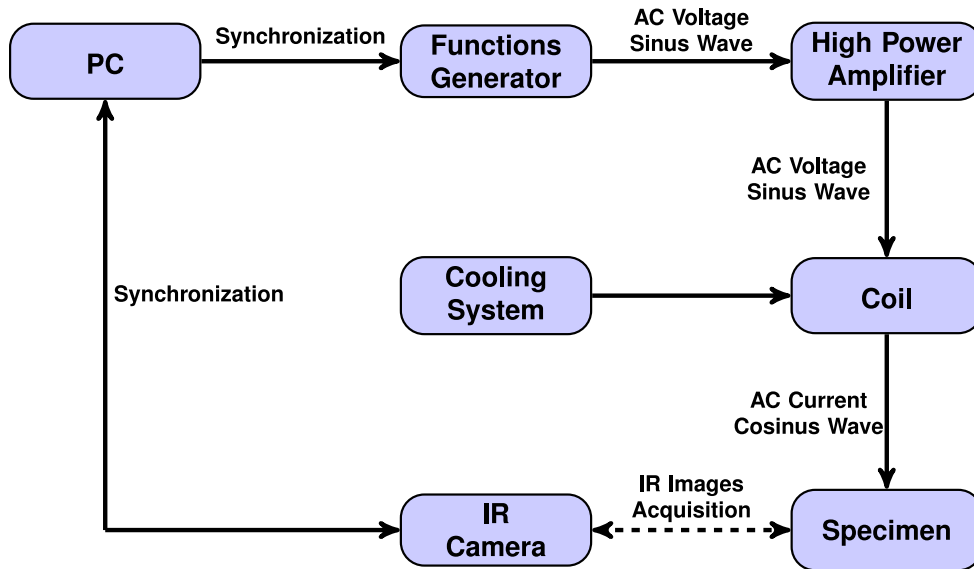 PC
Synchronization
Functions
Generator
AC Voltage
Sinus Wave
High Power
Amplifier
AC Voltage
Sinus Wave
Cooling
System
Coil
Synchronization
AC Current
Cosinus Wave
IR
Camera
IR Images
Acquisition
Specimen